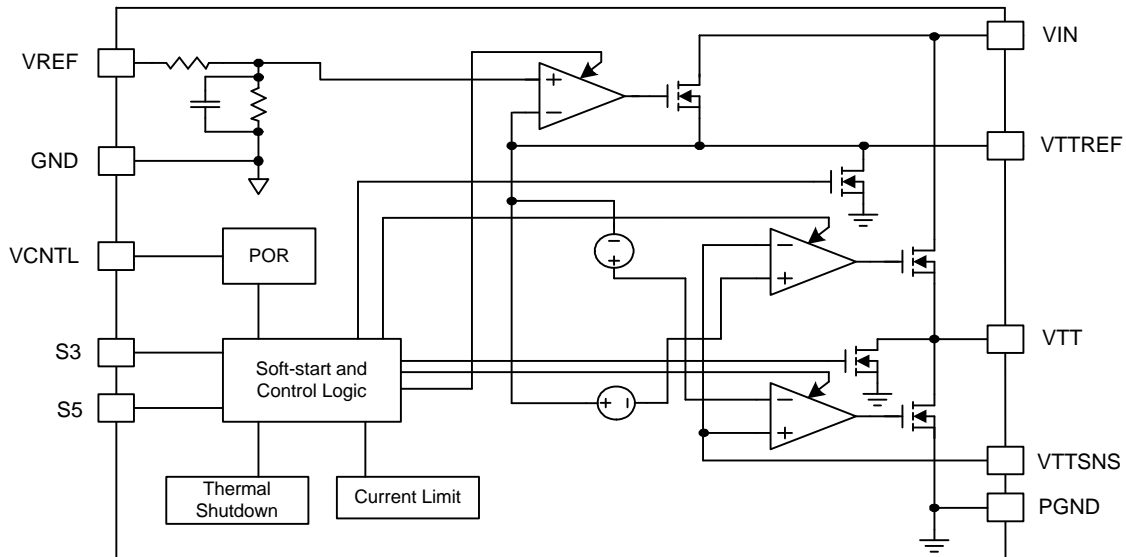 VREF
VIN
+
−
GND
VTTREF
VCNTL
POR
−
+
−
+
S3
VTT
Soft-start and
Control Logic
S5
+ −
−
+
VTTSNS
Thermal
Shutdown
Current Limit
PGND